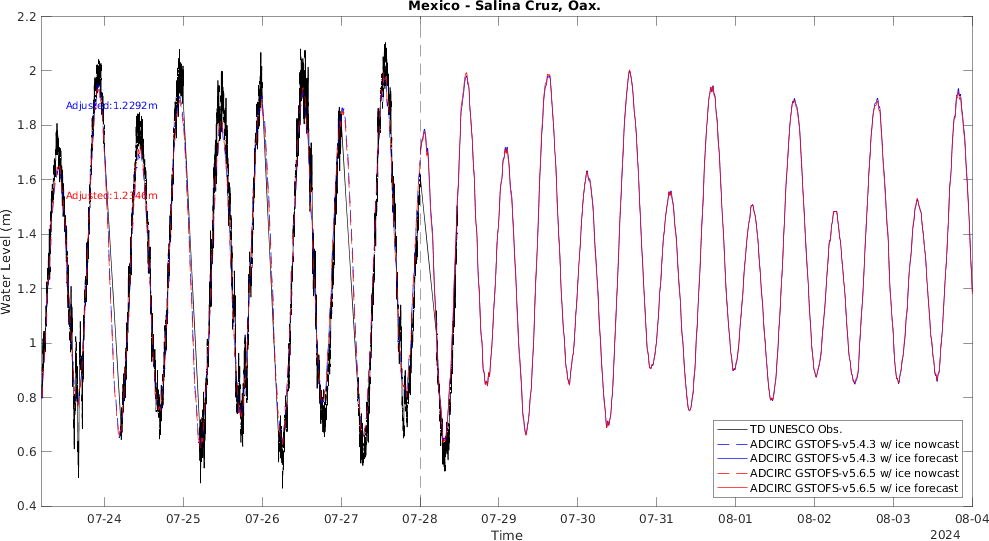 Mexico - Salina Cruz, Oax.
2.2
2
1.8
1.6
1.4
1.2
1
0.8
0.6
0.4
Water Level (m)
Adjusted:1.2292m
Adjusted:1.2346m
07-24
07-25
07-26
07-27
07-28
07-29
07-30
07-31
08-01
08-02
08-03
08-04
Time
2024
TD UNESCO Obs.
ADCIRC GSTOFS-v5.4.3 w/ ice nowcast
ADCIRC GSTOFS-v5.4.3 w/ ice forecast
ADCIRC GSTOFS-v5.6.5 w/ ice nowcast
ADCIRC GSTOFS-v5.6.5 w/ ice forecast